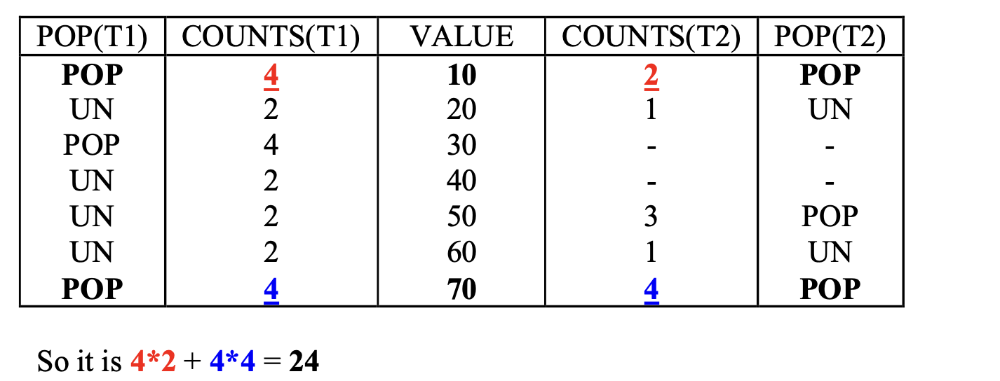 POP(T1) COUNTS(T1) VALUE COUNTS(T2) POP(T2)
POP 4 10 2 POP
UN 2 20 1 UN
POP 4 30 - -
UN 2 40 - -
UN 2 50 3 POP
UN 2 60 1 UN
POP 4 70 4 POP
So it is 4*2 + 4*4 = 24